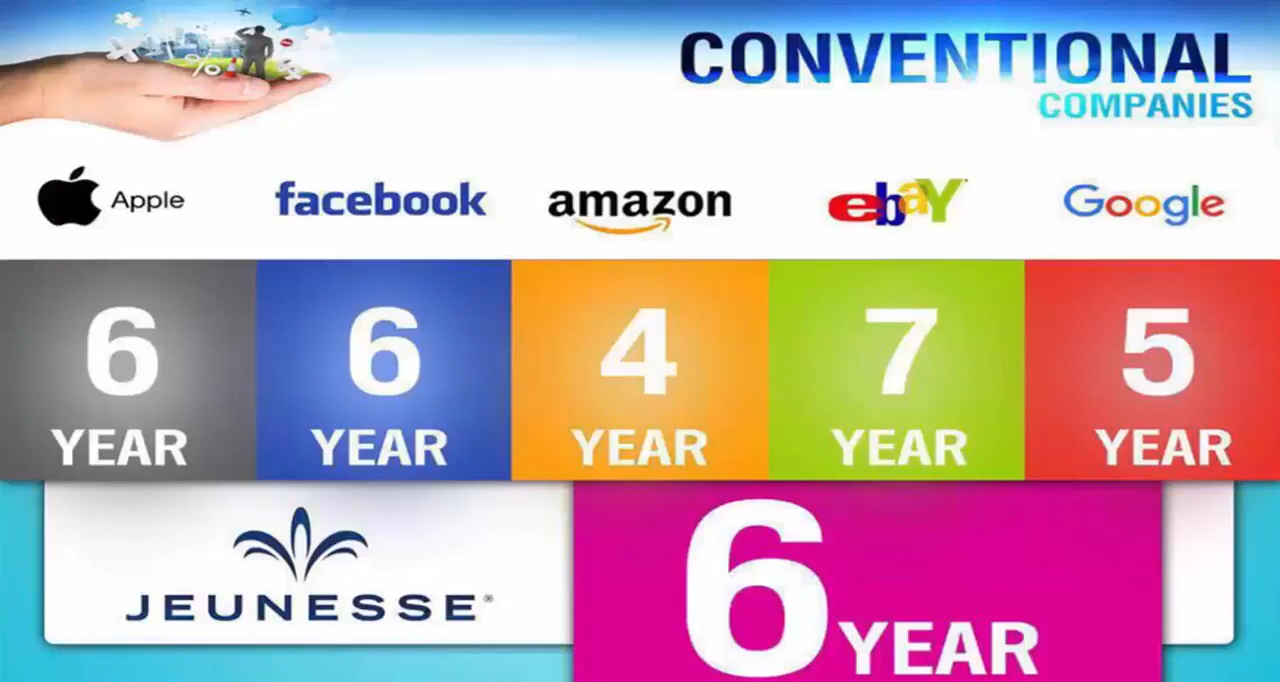 CONVENTIONAL
COMPANIES
Apple
facebook
amazon
ebay
Google
6
YEAR
6
YEAR
4
YEAR
7
YEAR
5
YEAR
JEUNESSE®
6 YEAR